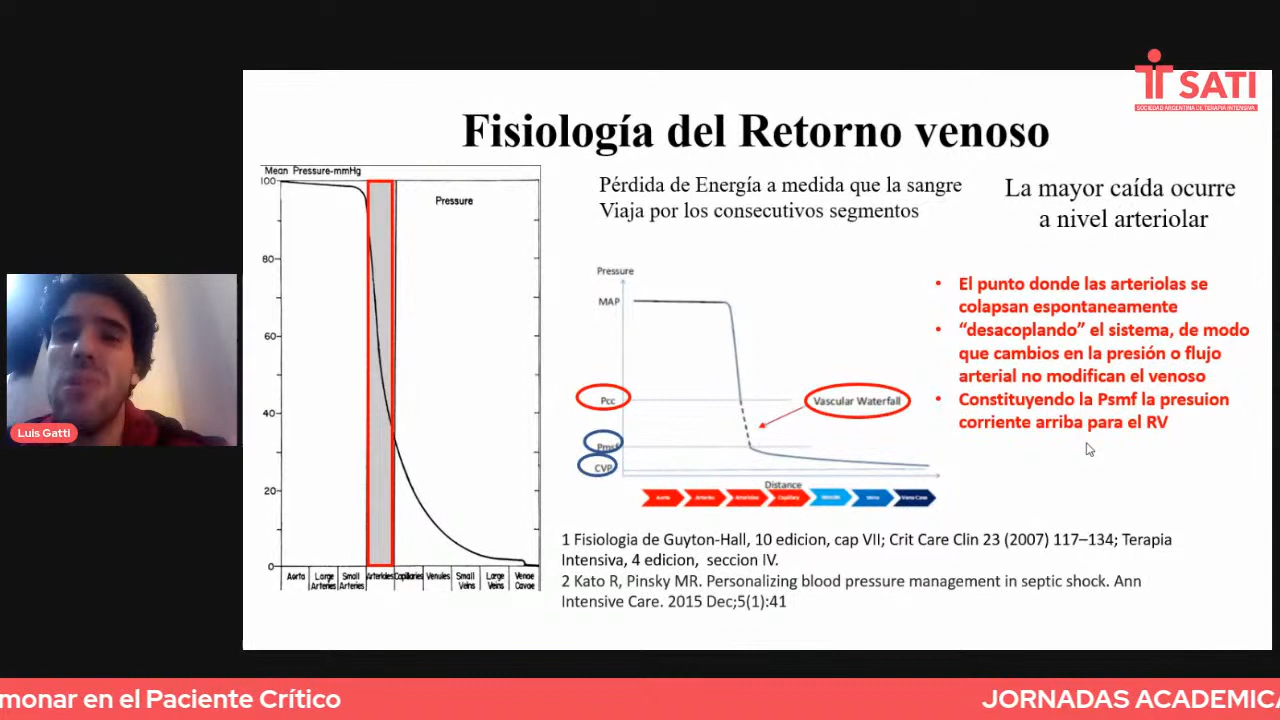 SATI
SOCIEDAD ARGENTINA DE TERAPIA INTENSIVA
Fisiología del Retorno venoso
Mean Pressure-mmHg
100
80
60
40
20
0
Pressure
Aorta
Large Arteries
Small Arteries
Arterioles
Capillaries
Venules
Small Veins
Large Veins
Venae Cavae
Pérdida de Energía a medida que la sangre
Viaja por los consecutivos segmentos
La mayor caída ocurre
a nivel arteriolar
Pressure
MAP
Pcc
Pmsf
CVP
Vascular Waterfall
Distance
Aorta
Arterioles
Capillary
Vena Cava
• El punto donde las arteriolas se
colapsan espontaneamente
• “desacoplando” el sistema, de modo
que cambios en la presión o flujo
arterial no modifican el venoso
• Constituyendo la Psmf la presuion
corriente arriba para el RV
1 Fisiologia de Guyton-Hall, 10 edicion, cap VII; Crit Care Clin 23 (2007) 117–134; Terapia
Intensiva, 4 edicion, seccion IV.
2 Kato R, Pinsky MR. Personalizing blood pressure management in septic shock. Ann
Intensive Care. 2015 Dec;5(1):41
Luis Gatti
monar en el Paciente Crítico
JORNADAS ACADEMICA